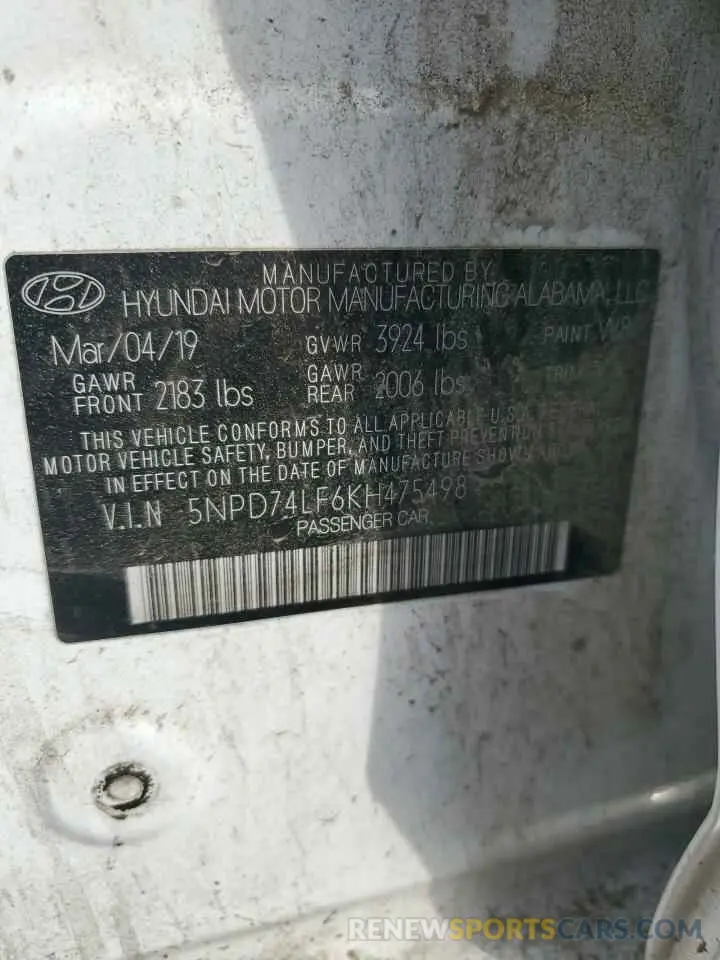 MANUFACTURED BY
HYUNDAI MOTOR MANUFACTURING ALABAMA, LLC
Mar/04/19 GVWR 3924 lbs PAINT
GAWR FRONT 2183 lbs GAWR REAR 2006 lbs
THIS VEHICLE CONFORMS TO ALL APPLICABLE U.S.A.
MOTOR VEHICLE SAFETY, BUMPER, AND THEFT PREVENTION
IN EFFECT ON THE DATE OF MANUFACTURE SHOWN
V.I.N 5NPD74LF6KH475498
PASSENGER CAR
RENEWSPORTSCARS.COM